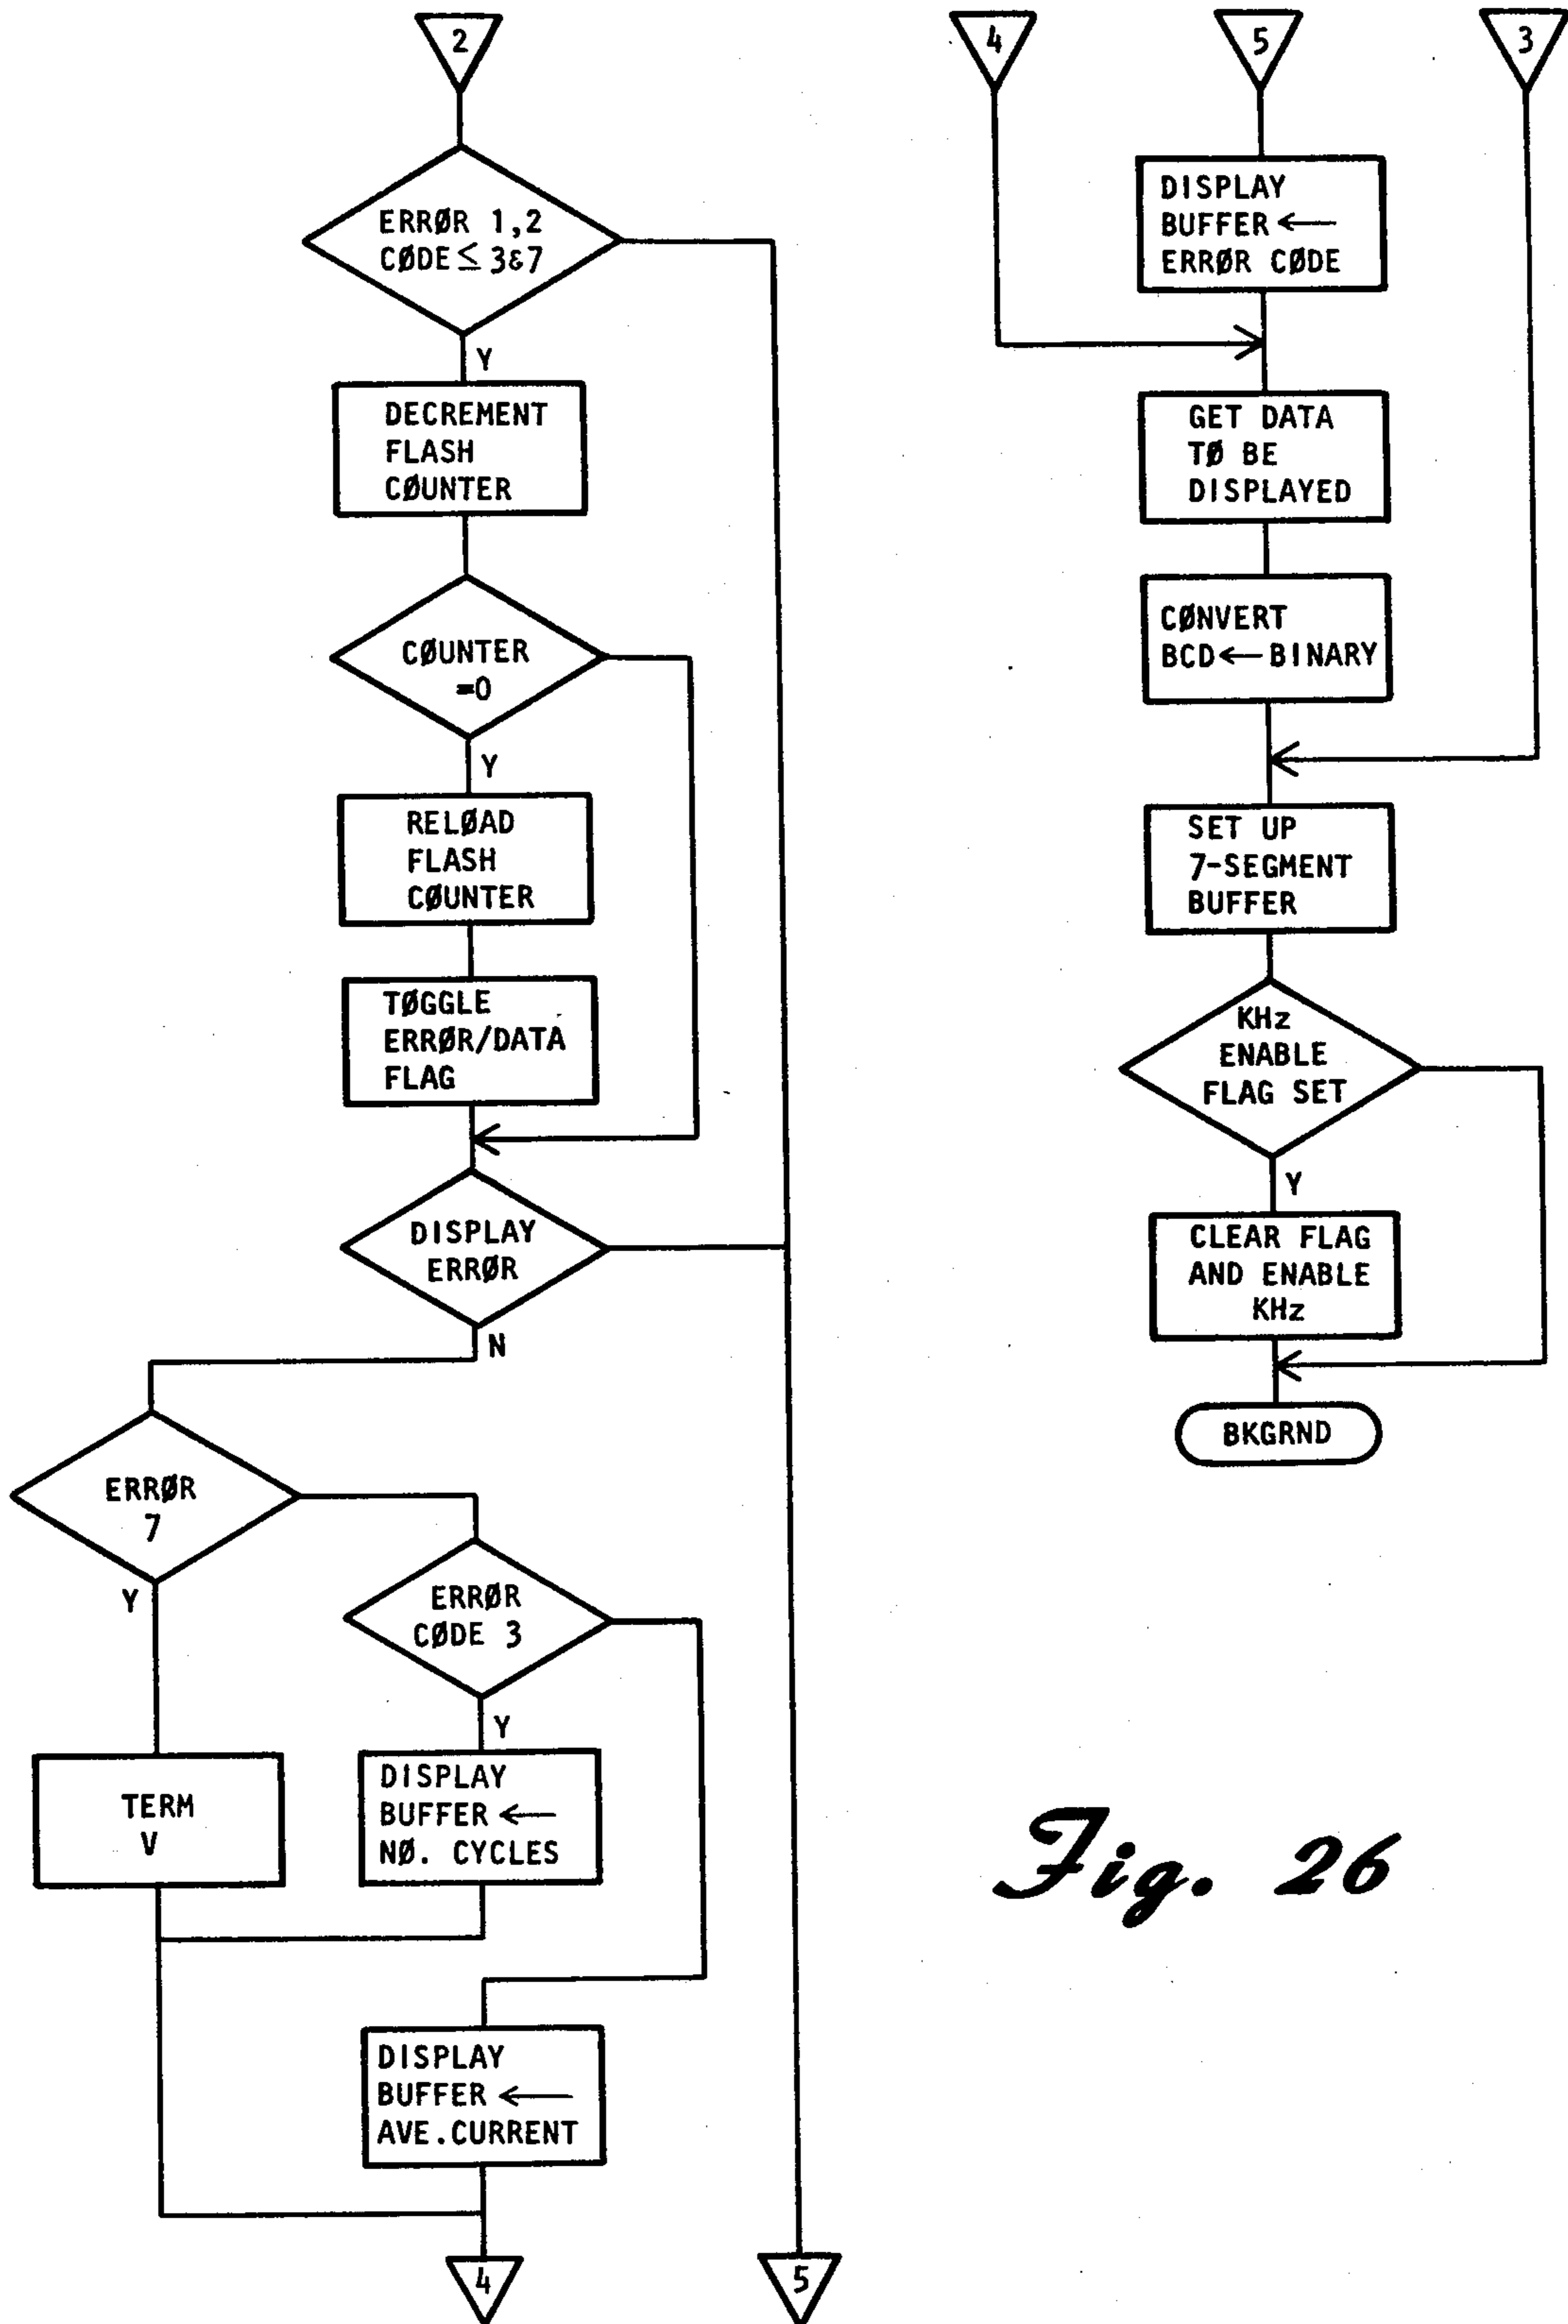 2
ERRØR 1,2
CØDE ≤ 3&7
Y
DECREMENT
FLASH
CØUNTER
CØUNTER
=0
Y
RELØAD
FLASH
CØUNTER
TØGGLE
ERRØR/DATA
FLAG
DISPLAY
ERRØR
N
ERRØR
7
Y
ERRØR
CØDE 3
Y
TERM
V
DISPLAY
BUFFER ←
NØ. CYCLES
DISPLAY
BUFFER ←
AVE.CURRENT
4
5
4
5
3
DISPLAY
BUFFER ←
ERRØR CØDE
GET DATA
TØ BE
DISPLAYED
CØNVERT
BCD ← BINARY
SET UP
7-SEGMENT
BUFFER
KHz
ENABLE
FLAG SET
Y
CLEAR FLAG
AND ENABLE
KHz
BKGRND
Fig. 26